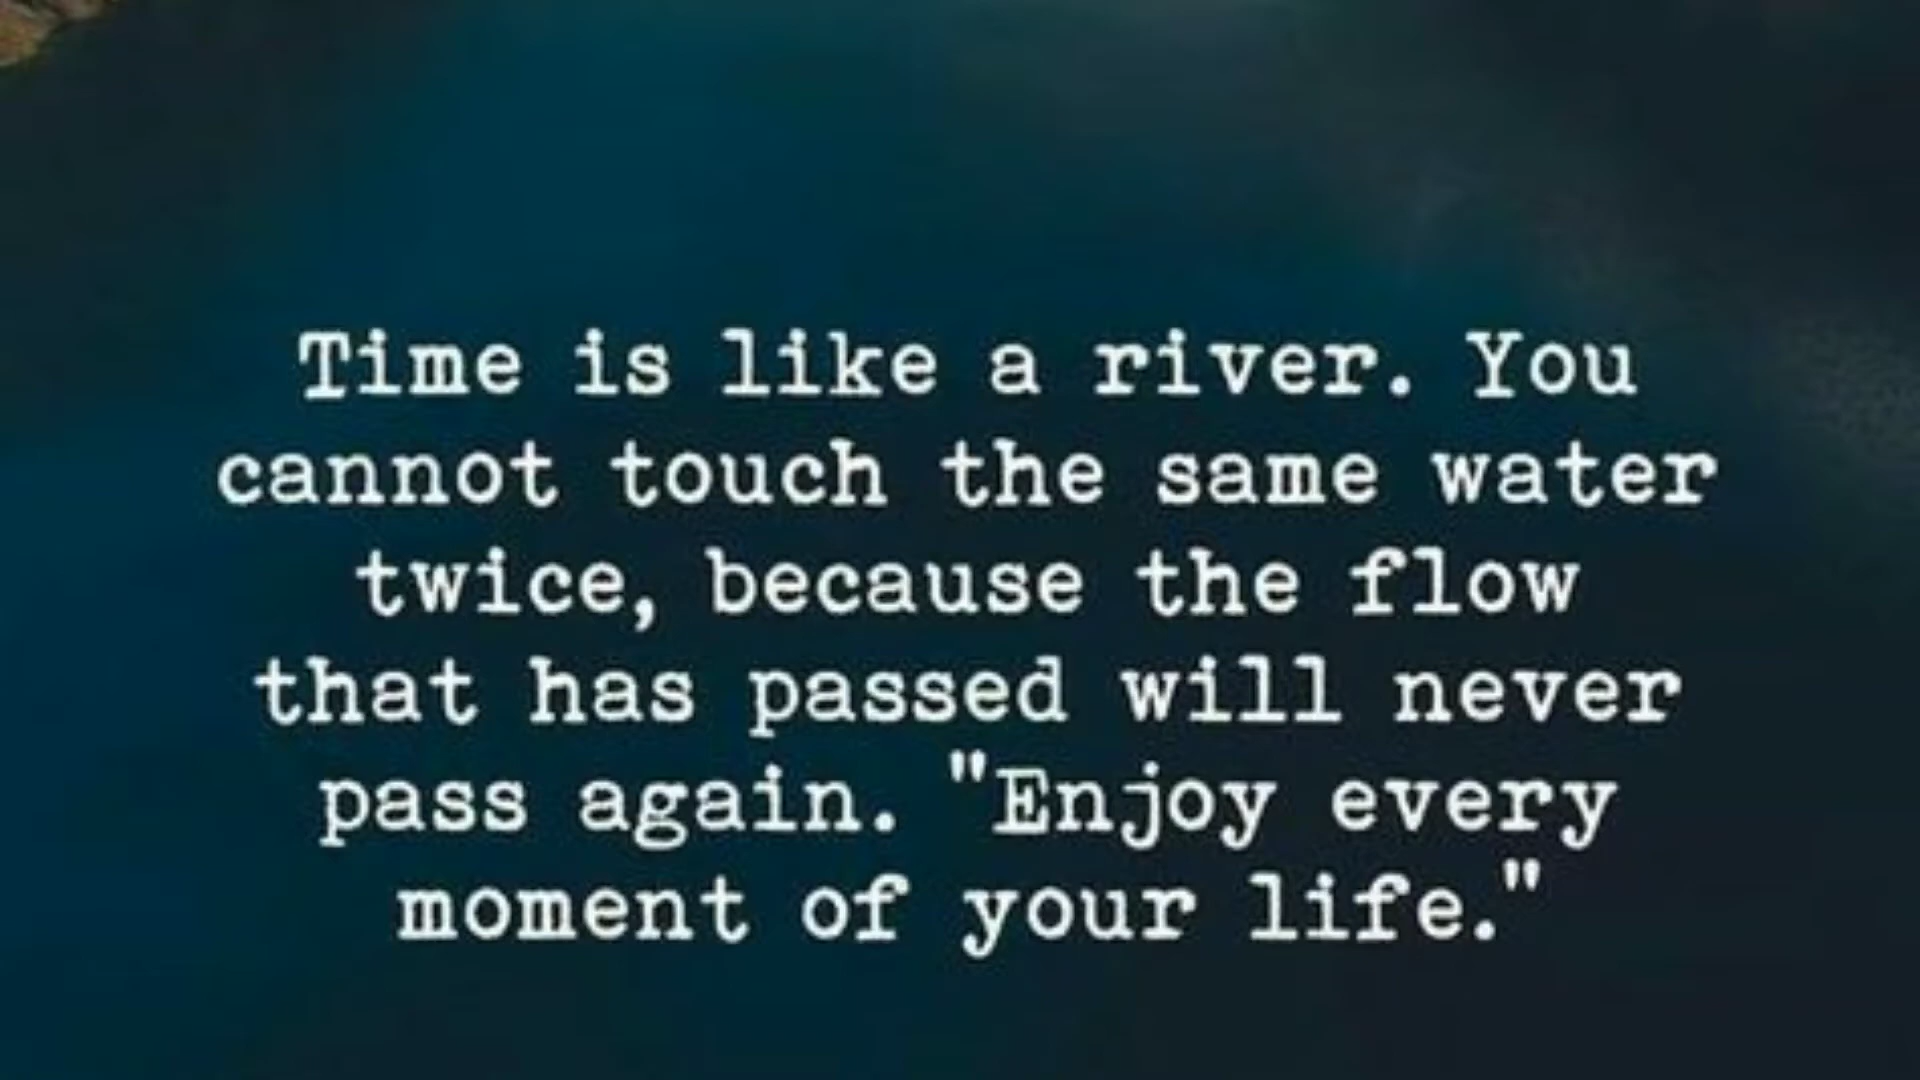 Time is like a river. You
cannot touch the same water
twice, because the flow
that has passed will never
pass again. "Enjoy every
moment of your life."